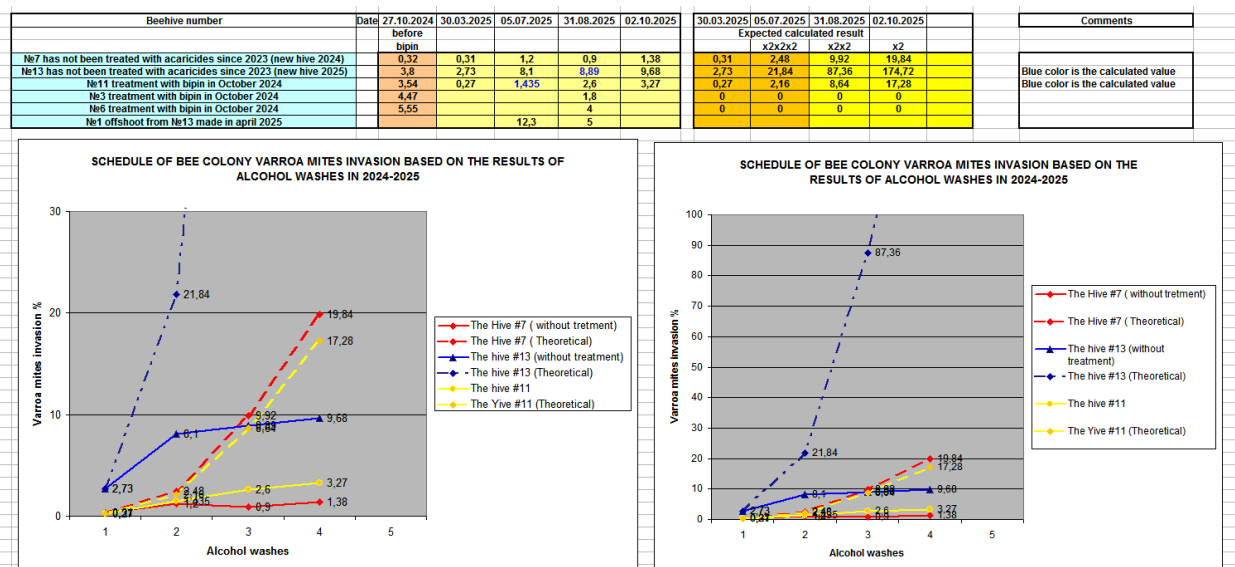 Beehive number Date 27.10.2024 30.03.2025 05.07.2025 31.08.2025 02.10.2025 30.03.2025 05.07.2025 31.08.2025 02.10.2025 Comments
before Expected calculated result
bipin x2x2x2 x2x2 x2
№7 has not been treated with acaricides since 2023 (new hive 2024) 0,32 0,31 1,2 0,9 1,38 0,31 2,48 9,92 19,84
№13 has not been treated with acaricides since 2023 (new hive 2025) 3,8 2,73 8,1 8,89 9,68 2,73 21,84 87,36 174,72 Blue color is the calculated value
№11 treatment with bipin in October 2024 3,54 0,27 1,435 2,6 3,27 0,27 2,16 8,64 17,28 Blue color is the calculated value
№3 treatment with bipin in October 2024 4,47 1,8 0 0 0 0
№6 treatment with bipin in October 2024 5,55 4 0 0 0 0
№1 offshoot from №13 made in april 2025 12,3 5
SCHEDULE OF BEE COLONY VARROA MITES INVASION BASED ON THE RESULTS OF
ALCOHOL WASHES IN 2024-2025
Varroa mites invasion %
30
20
10
0
21,84
19,84
17,28
9,92
9,68
8,1
2,73
2,6
3,27
0,9
1,38
1 2 3 4 5
Alcohol washes
The Hive #7 ( without tretment)
The Hive #7 ( Theoretical)
The hive #13 (without treatment)
The hive #13 (Theoretical)
The hive #11
The Yive #11 (Theoretical)
SCHEDULE OF BEE COLONY VARROA MITES INVASION BASED ON THE
RESULTS OF ALCOHOL WASHES IN 2024-2025
Varroa mites invasion %
100
90
80
70
60
50
40
30
20
10
0
87,36
21,84
19,84
17,28
9,68
8,1
2,73
2,6
3,27
1,38
1 2 3 4 5
Alcohol washes
The Hive #7 ( without tretment)
The Hive #7 ( Theoretical)
The hive #13 (without
treatment)
The hive #13 (Theoretical)
The hive #11
The Yive #11 (Theoretical)